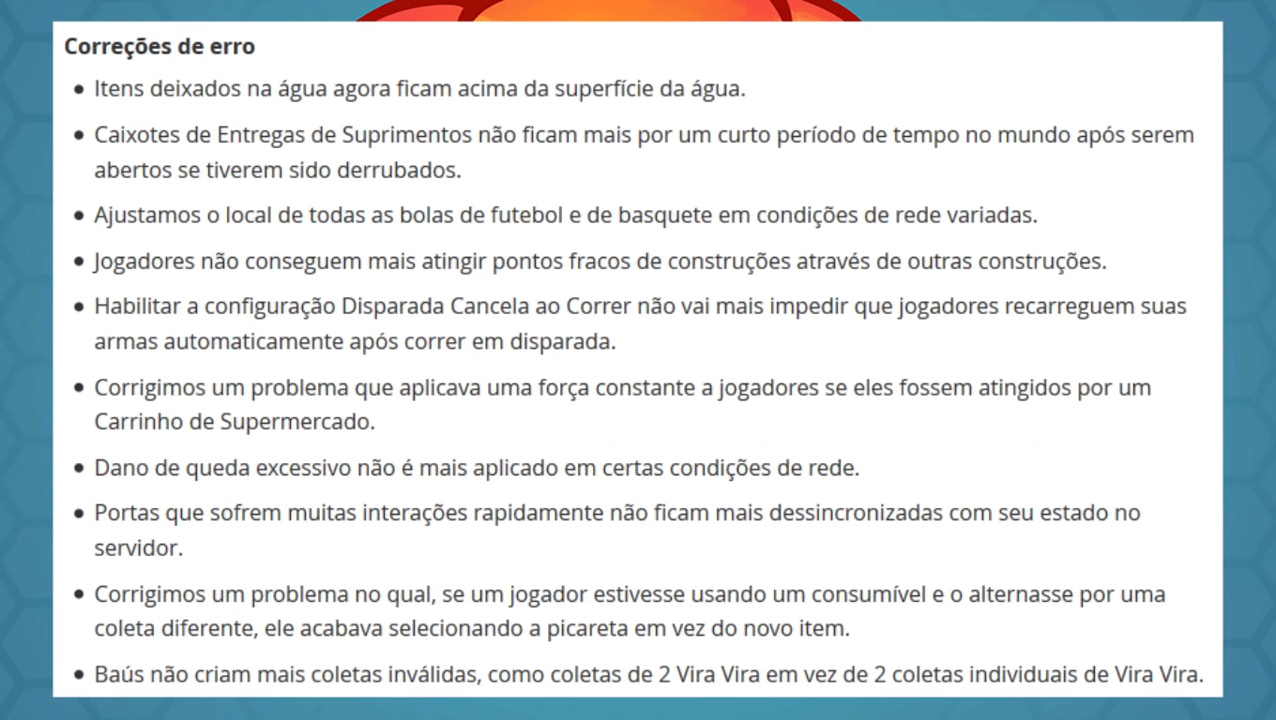 Correções de erro
• Itens deixados na água agora ficam acima da superfície da água.
• Caixotes de Entregas de Suprimentos não ficam mais por um curto período de tempo no mundo após serem
abertos se tiverem sido derrubados.
• Ajustamos o local de todas as bolas de futebol e de basquete em condições de rede variadas.
• Jogadores não conseguem mais atingir pontos fracos de construções através de outras construções.
• Habilitar a configuração Disparada Cancela ao Correr não vai mais impedir que jogadores recarreguem suas
armas automaticamente após correr em disparada.
• Corrigimos um problema que aplicava uma força constante a jogadores se eles fossem atingidos por um
Carrinho de Supermercado.
• Dano de queda excessivo não é mais aplicado em certas condições de rede.
• Portas que sofrem muitas interações rapidamente não ficam mais dessincronizadas com seu estado no
servidor.
• Corrigimos um problema no qual, se um jogador estivesse usando um consumível e o alternasse por uma
coleta diferente, ele acabava selecionando a picareta em vez do novo item.
• Baús não criam mais coletas inválidas, como coletas de 2 Vira Vira em vez de 2 coletas individuais de Vira Vira.